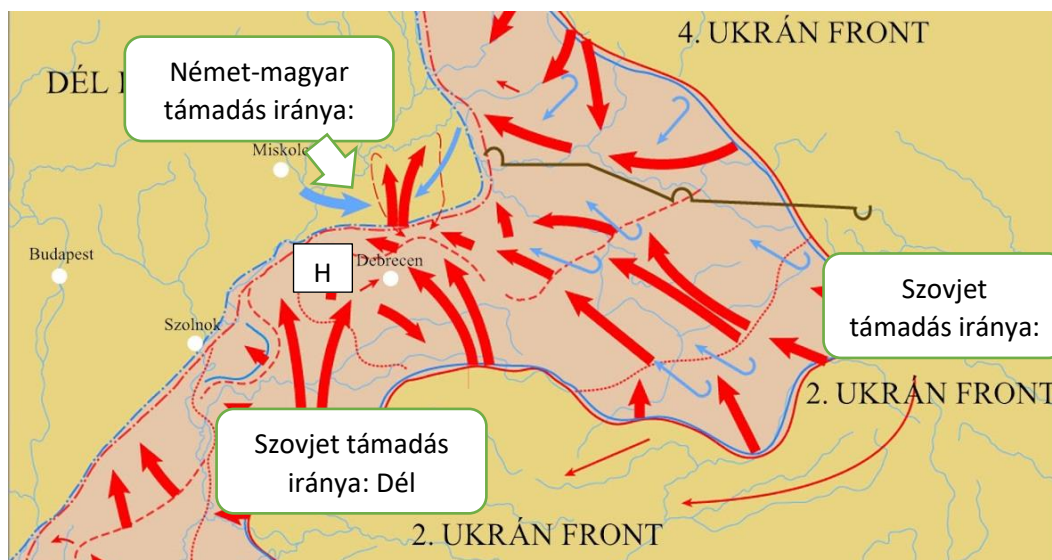 4. UKRÁN FRONT
DÉL
Német-magyar
támadás iránya:
Miskolc
Budapest
H
Debrecen
Szolnok
Szovjet
támadás iránya:
2. UKRÁN FRONT
Szovjet támadás
iránya: Dél
2. UKRÁN FRONT